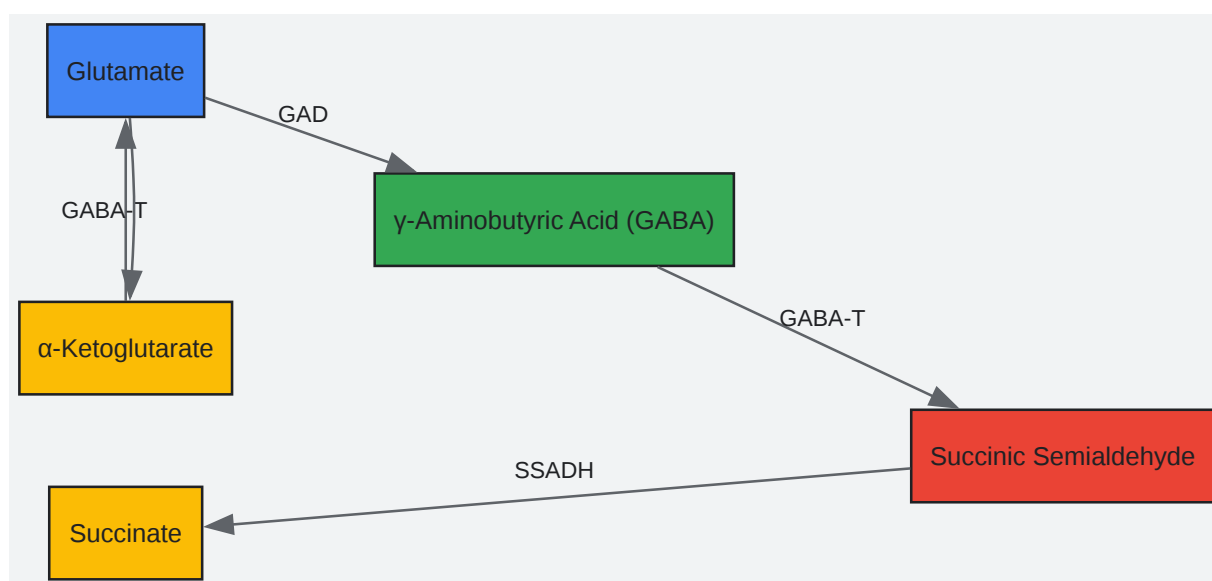 Glutamate
GAD
GABA-T
γ-Aminobutyric Acid (GABA)
GABA-T
α-Ketoglutarate
Succinic Semialdehyde
SSADH
Succinate